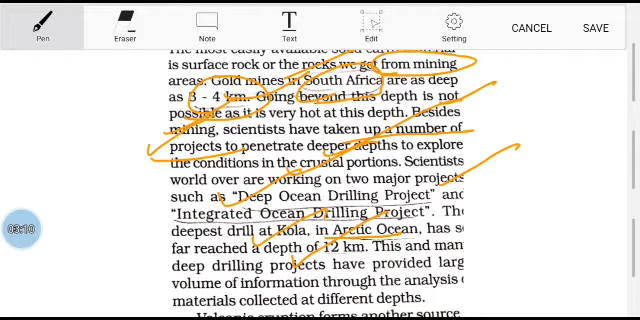 Pen
Eraser
Note
Text
Edit
Setting
CANCEL
SAVE
The most easily available solid earth material
is surface rock or the rocks we get from mining
areas. Gold mines in South Africa are as deep
as 3 - 4 km. Going beyond this depth is not
possible as it is very hot at this depth. Besides
mining, scientists have taken up a number of
projects to penetrate deeper depths to explore
the conditions in the crustal portions. Scientists
world over are working on two major projects
such as "Deep Ocean Drilling Project" and
"Integrated Ocean Drilling Project". The
deepest drill at Kola, in Arctic Ocean, has so
far reached a depth of 12 km. This and many
deep drilling projects have provided large
volume of information through the analysis of
materials collected at different depths.
Volcanic eruption forms another source
03:10